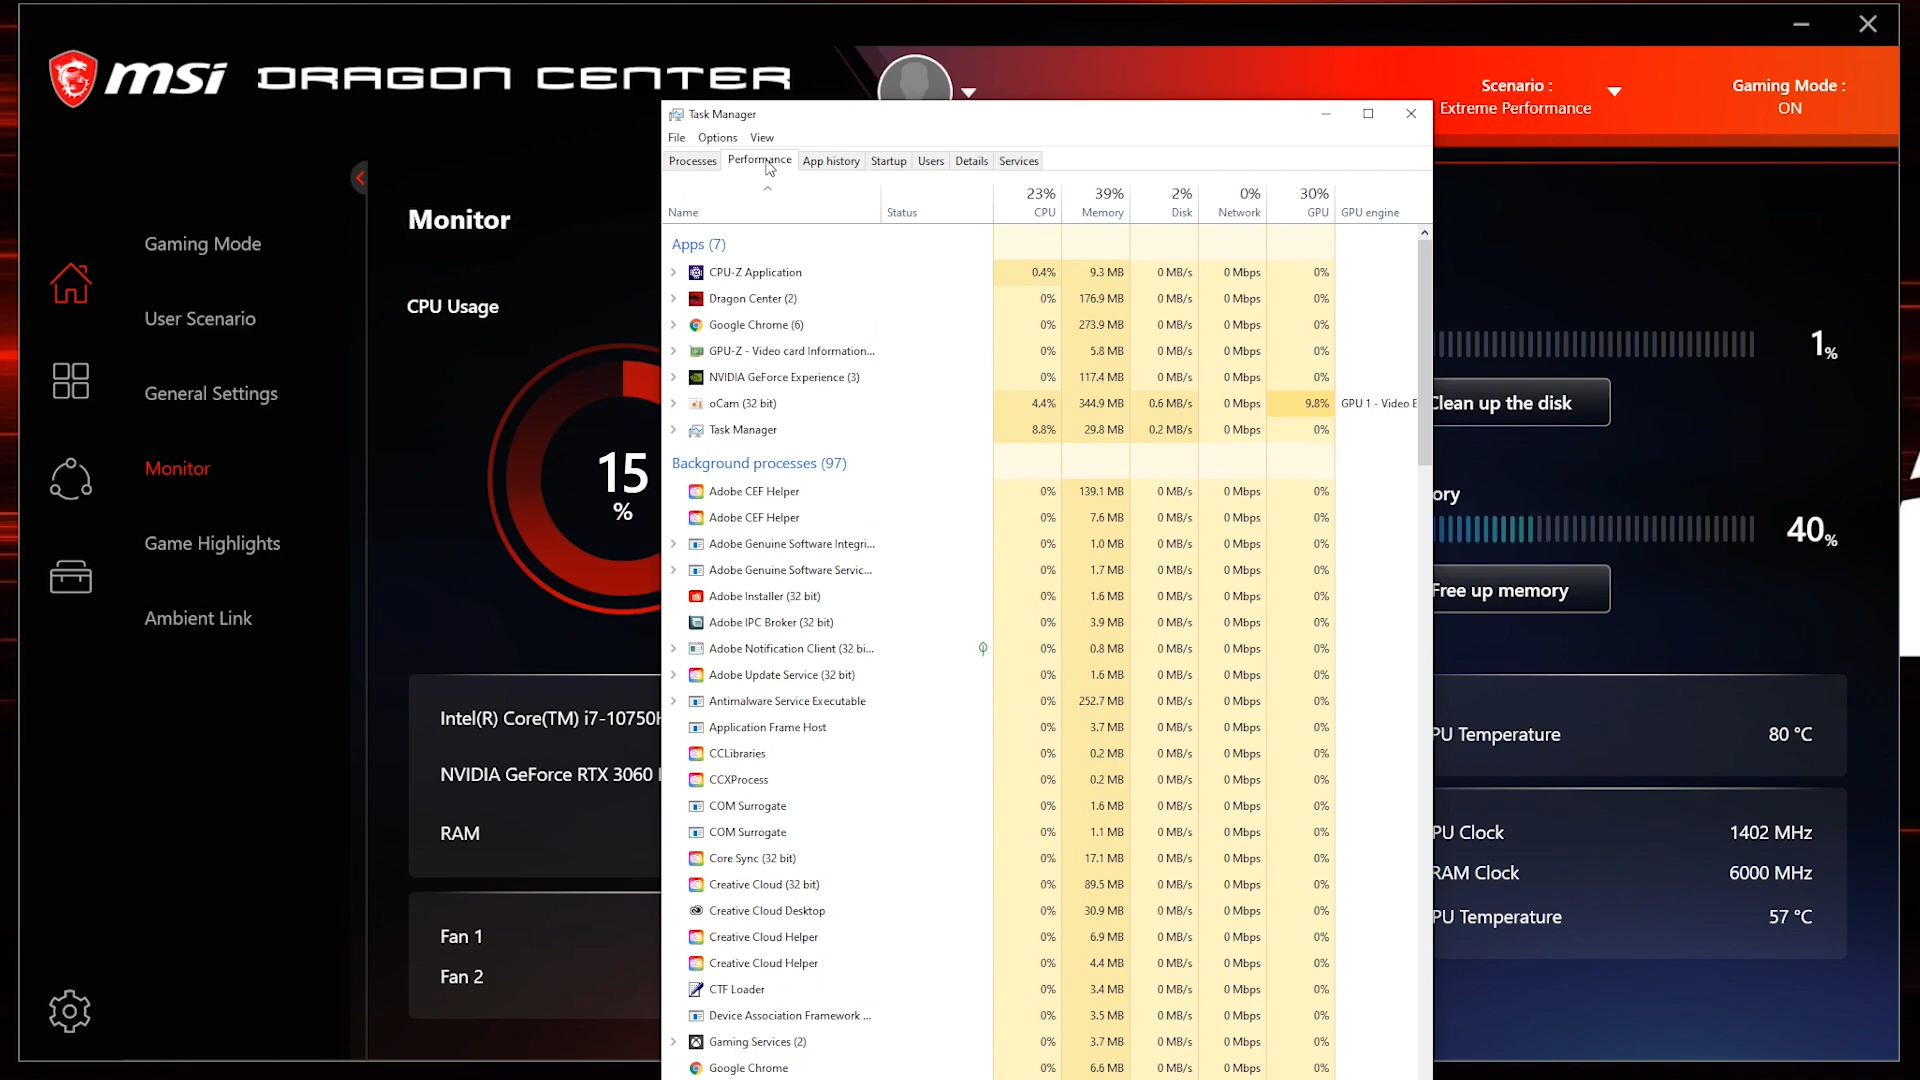 msi DRAGON CENTER
Scenario :
Extreme Performance
Gaming Mode :
ON
Gaming Mode
User Scenario
General Settings
Monitor
Game Highlights
Ambient Link
Monitor
CPU Usage
15
%
Intel(R) Core(TM) i7-10750H
NVIDIA GeForce RTX 3060
RAM
Fan 1
Fan 2
Task Manager
File Options View
Processes Performance App history Startup Users Details Services
23% 39% 2% 0% 30%
Name Status CPU Memory Disk Network GPU GPU engine
Apps (7)
CPU-Z Application 0.4% 9.3 MB 0 MB/s 0 Mbps 0%
Dragon Center (2) 0% 176.9 MB 0 MB/s 0 Mbps 0%
Google Chrome (6) 0% 273.9 MB 0 MB/s 0 Mbps 0%
GPU-Z - Video card Information... 0% 5.8 MB 0 MB/s 0 Mbps 0%
NVIDIA GeForce Experience (3) 0% 117.4 MB 0 MB/s 0 Mbps 0%
oCam (32 bit) 4.4% 344.9 MB 0.6 MB/s 0 Mbps 9.8% GPU 1 - Video E
Task Manager 8.8% 29.8 MB 0.2 MB/s 0 Mbps 0%
Background processes (97)
Adobe CEF Helper 0% 139.1 MB 0 MB/s 0 Mbps 0%
Adobe CEF Helper 0% 7.6 MB 0 MB/s 0 Mbps 0%
Adobe Genuine Software Integri... 0% 1.0 MB 0 MB/s 0 Mbps 0%
Adobe Genuine Software Servic... 0% 1.7 MB 0 MB/s 0 Mbps 0%
Adobe Installer (32 bit) 0% 1.6 MB 0 MB/s 0 Mbps 0%
Adobe IPC Broker (32 bit) 0% 3.9 MB 0 MB/s 0 Mbps 0%
Adobe Notification Client (32 bi... 0% 0.8 MB 0 MB/s 0 Mbps 0%
Adobe Update Service (32 bit) 0% 1.6 MB 0 MB/s 0 Mbps 0%
Antimalware Service Executable 0% 252.7 MB 0 MB/s 0 Mbps 0%
Application Frame Host 0% 3.7 MB 0 MB/s 0 Mbps 0%
CCLibraries 0% 0.2 MB 0 MB/s 0 Mbps 0%
CCXProcess 0% 0.2 MB 0 MB/s 0 Mbps 0%
COM Surrogate 0% 1.6 MB 0 MB/s 0 Mbps 0%
COM Surrogate 0% 1.1 MB 0 MB/s 0 Mbps 0%
Core Sync (32 bit) 0% 17.1 MB 0 MB/s 0 Mbps 0%
Creative Cloud (32 bit) 0% 89.5 MB 0 MB/s 0 Mbps 0%
Creative Cloud Desktop 0% 30.9 MB 0 MB/s 0 Mbps 0%
Creative Cloud Helper 0% 6.9 MB 0 MB/s 0 Mbps 0%
Creative Cloud Helper 0% 4.4 MB 0 MB/s 0 Mbps 0%
CTF Loader 0% 3.4 MB 0 MB/s 0 Mbps 0%
Device Association Framework ... 0% 3.5 MB 0 MB/s 0 Mbps 0%
Gaming Services (2) 0% 3.7 MB 0 MB/s 0 Mbps 0%
Google Chrome 0% 6.6 MB 0 MB/s 0 Mbps 0%
1%
Clean up the disk
ory
40%
Free up memory
PU Temperature 80 °C
PU Clock 1402 MHz
RAM Clock 6000 MHz
PU Temperature 57 °C